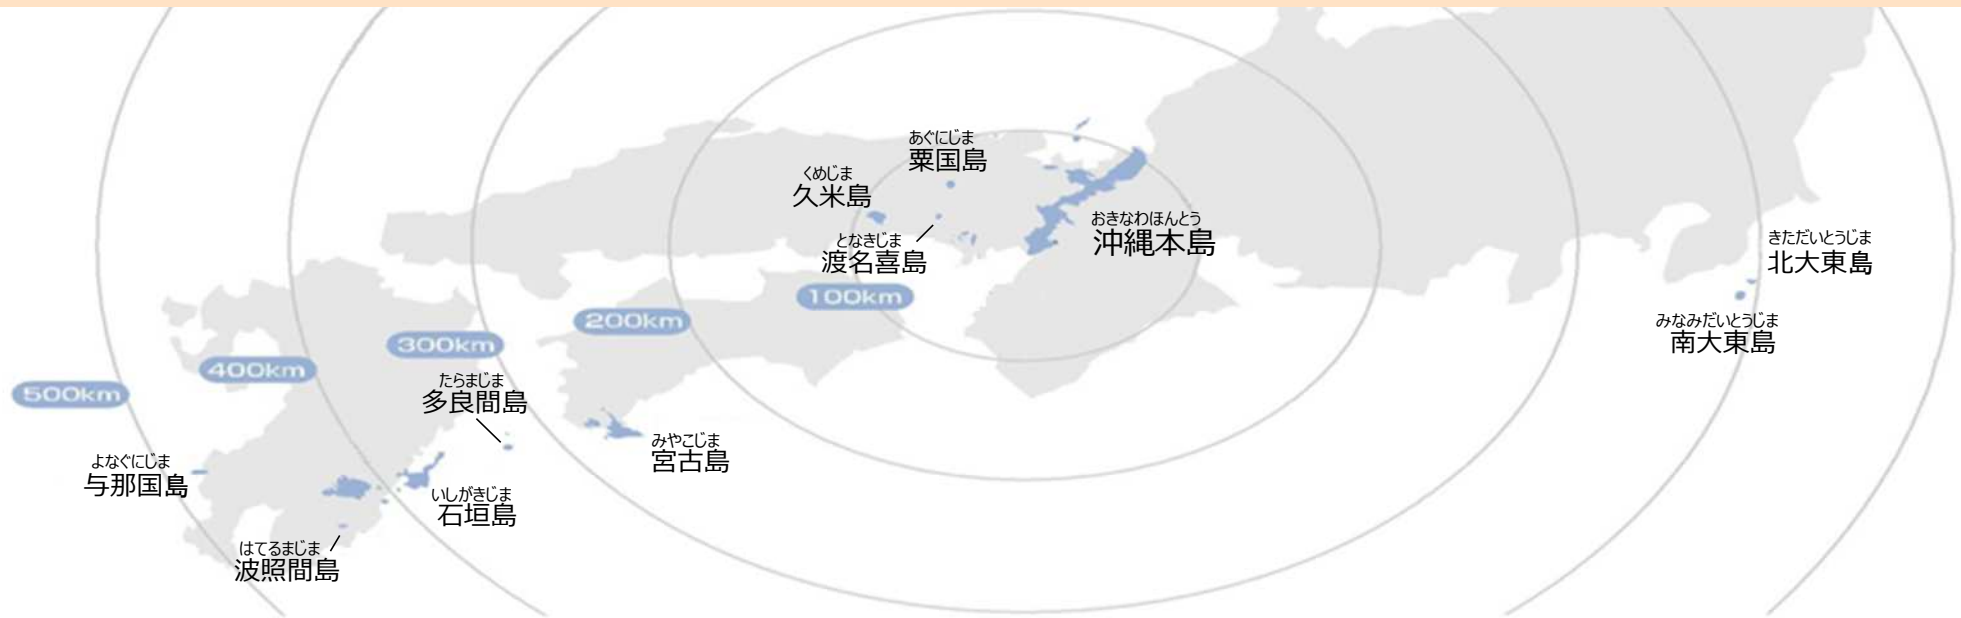 あぐにじま
粟国島
くめじま
久米島
となきじま
渡名喜島
おきなわほんとう
沖縄本島
きただいとうじま
北大東島
みなみだいとうじま
南大東島
100km
200km
300km
400km
500km
たらまじま
多良間島
みやこじま
宮古島
よなぐにじま
与那国島
いしがきじま
石垣島
はてるまじま
波照間島